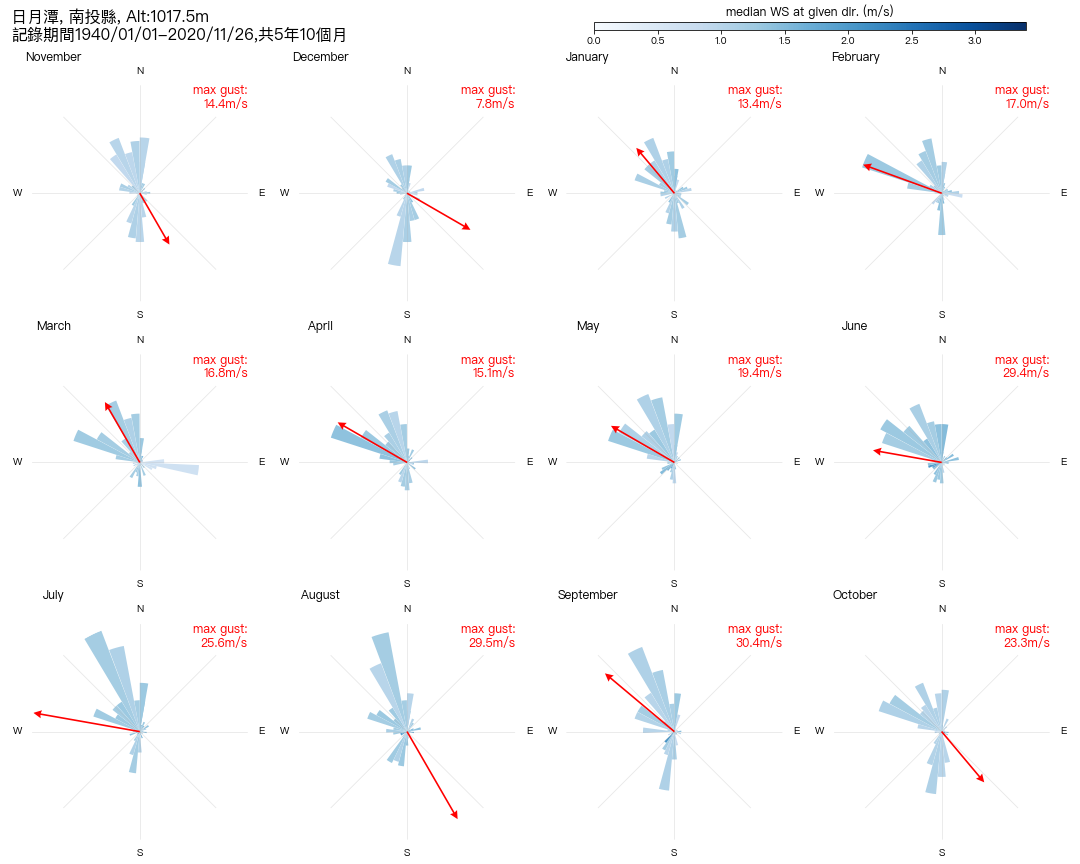 日月潭, 南投縣, Alt:1017.5m
記錄期間1940/01/01−2020/11/26,共5年10個月
median WS at given dir. (m/s)
0.0 0.5 1.0 1.5 2.0 2.5 3.0
November December January February
N N N N
max gust: max gust: max gust: max gust:
14.4m/s 7.8m/s 13.4m/s 17.0m/s
W E W E W E W E
S S S S
March April May June
N N N N
max gust: max gust: max gust: max gust:
16.8m/s 15.1m/s 19.4m/s 29.4m/s
W E W E W E W E
S S S S
July August September October
N N N N
max gust: max gust: max gust: max gust:
25.6m/s 29.5m/s 30.4m/s 23.3m/s
W E W E W E W E
S S S S